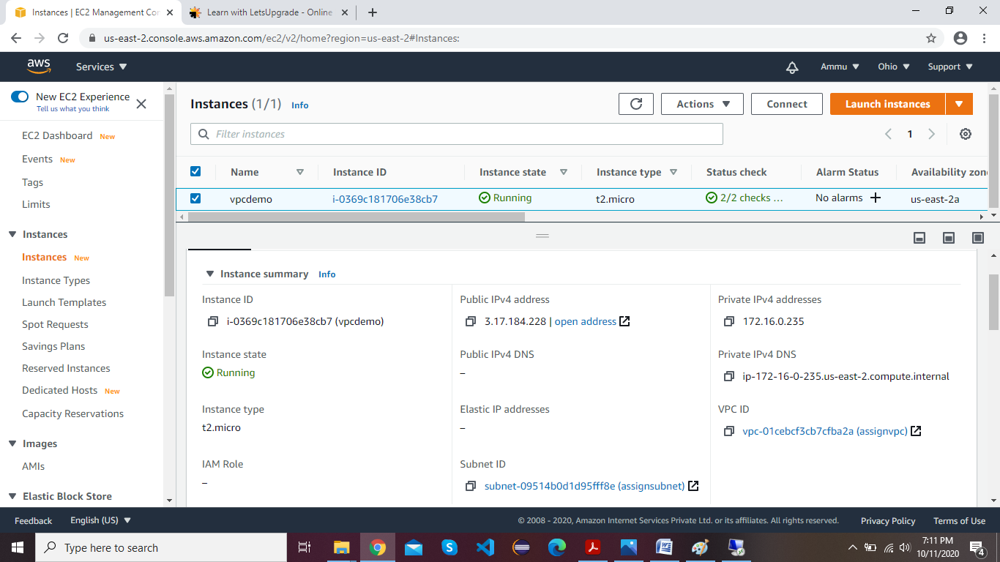 Instances | EC2 Management Con
Learn with LetsUpgrade - Online
us-east-2.console.aws.amazon.com/ec2/v2/home?region=us-east-2#Instances:
aws
Services
Ammu
Ohio
Support
New EC2 Experience
Tell us what you think
EC2 Dashboard New
Events New
Tags
Limits
Instances
Instances New
Instance Types
Launch Templates
Spot Requests
Savings Plans
Reserved Instances
Dedicated Hosts New
Capacity Reservations
Images
AMIs
Elastic Block Store
Instances (1/1) Info
Actions
Connect
Launch instances
Filter instances
1
Name Instance ID Instance state Instance type Status check Alarm Status Availability zone
vpcdemo i-0369c181706e38cb7 Running t2.micro 2/2 checks ... No alarms us-east-2a
Instance summary Info
Instance ID
i-0369c181706e38cb7 (vpcdemo)
Public IPv4 address
3.17.184.228 | open address
Private IPv4 addresses
172.16.0.235
Instance state
Running
Public IPv4 DNS
–
Private IPv4 DNS
ip-172-16-0-235.us-east-2.compute.internal
Instance type
t2.micro
Elastic IP addresses
–
VPC ID
vpc-01cebcf3cb7cfba2a (assignvpc)
IAM Role
–
Subnet ID
subnet-09514b0d1d95fff8e (assignsubnet)
Feedback
English (US)
© 2008 - 2020, Amazon Internet Services Private Ltd. or its affiliates. All rights reserved.
Privacy Policy
Terms of Use
Type here to search
7:11 PM
10/11/2020
4